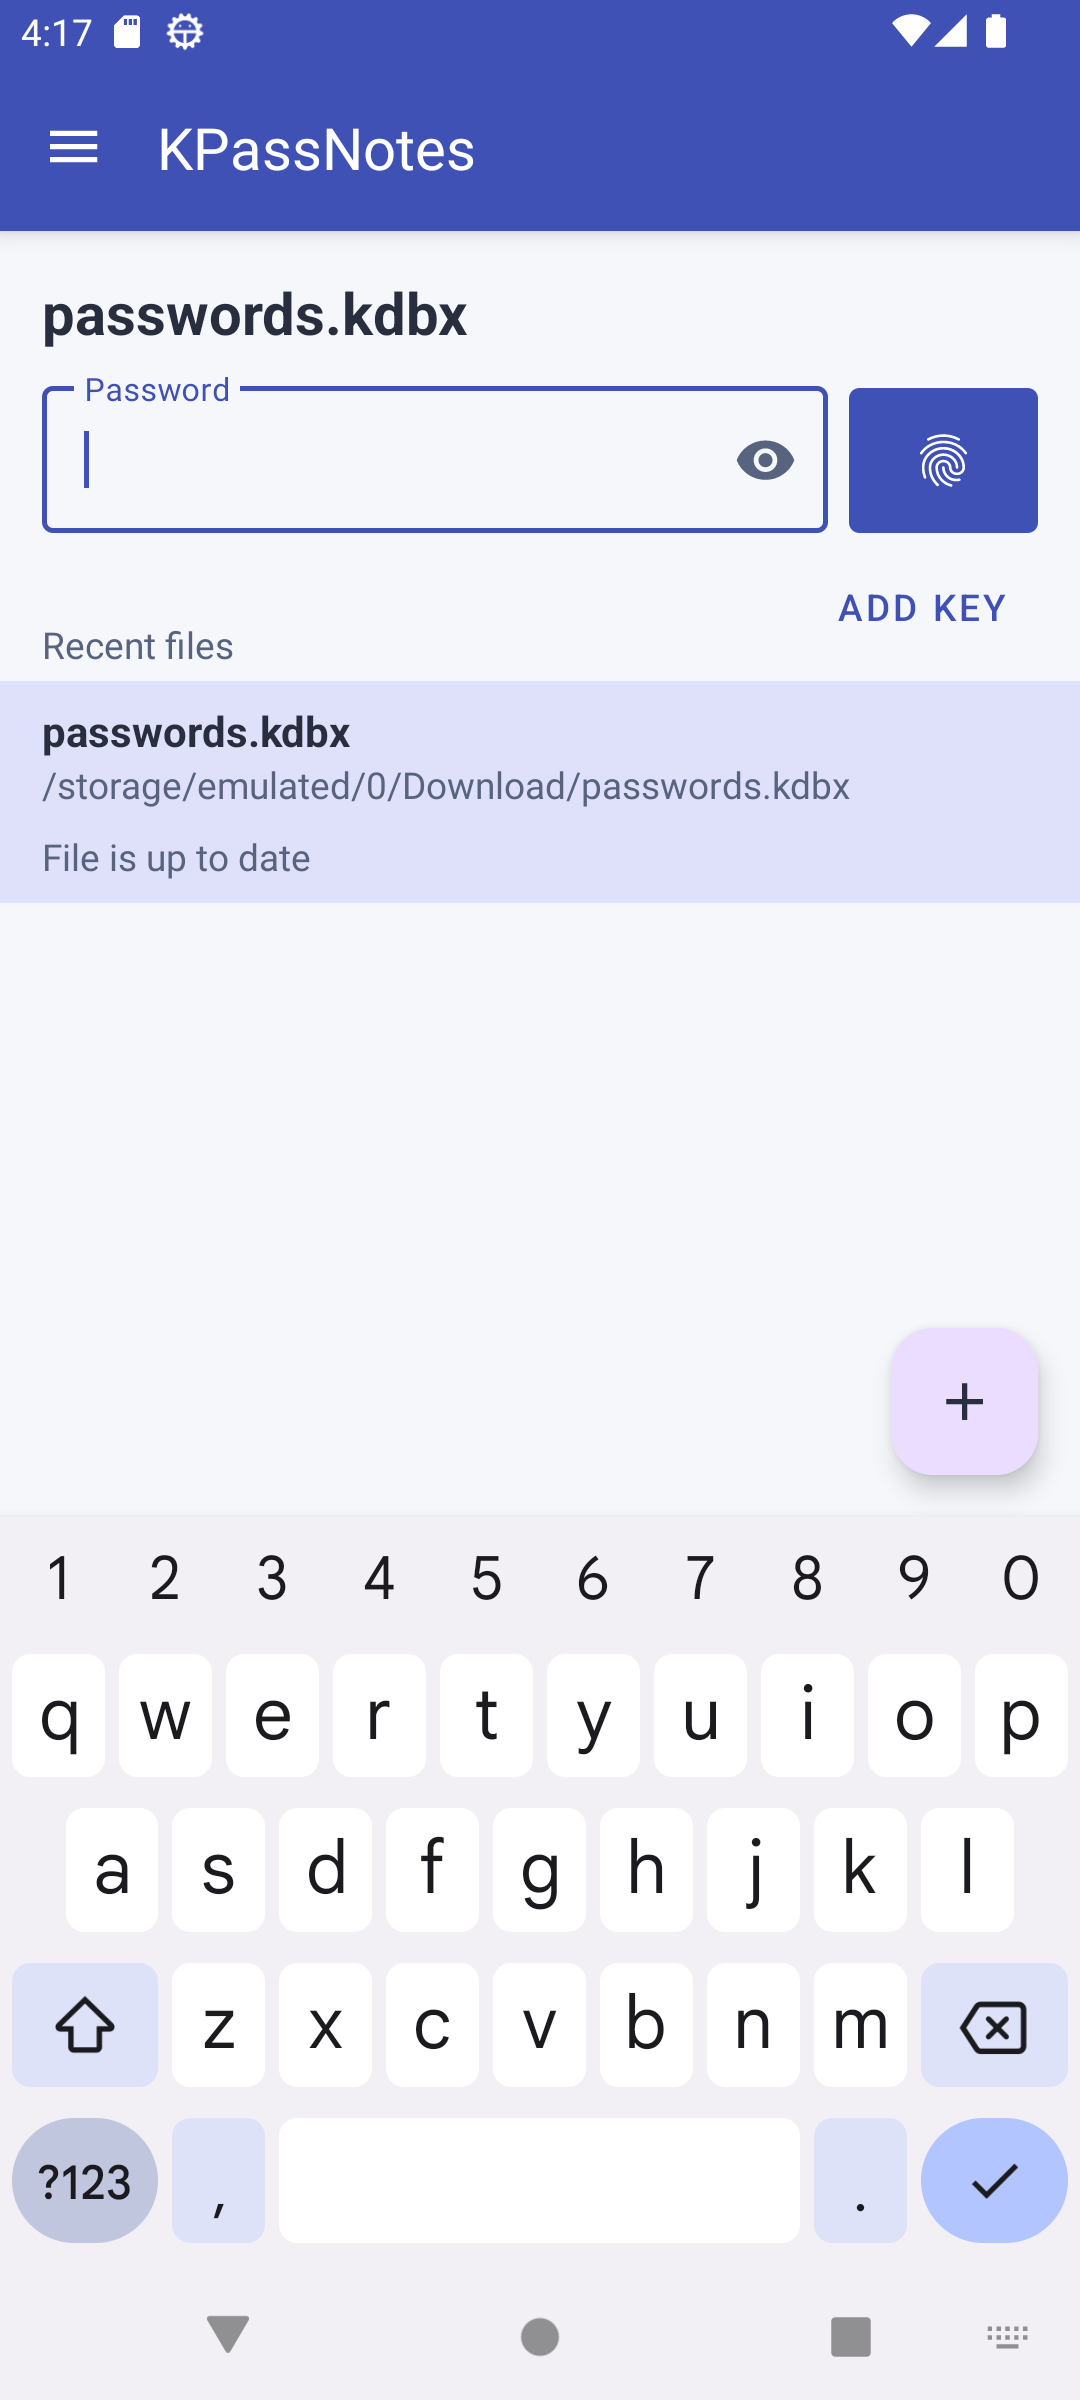 4:17
KPassNotes
passwords.kdbx
Password
ADD KEY
Recent files
passwords.kdbx
/storage/emulated/0/Download/passwords.kdbx
File is up to date
+
1 2 3 4 5 6 7 8 9 0
q w e r t y u i o p
a s d f g h j k l
z x c v b n m
?123 , .